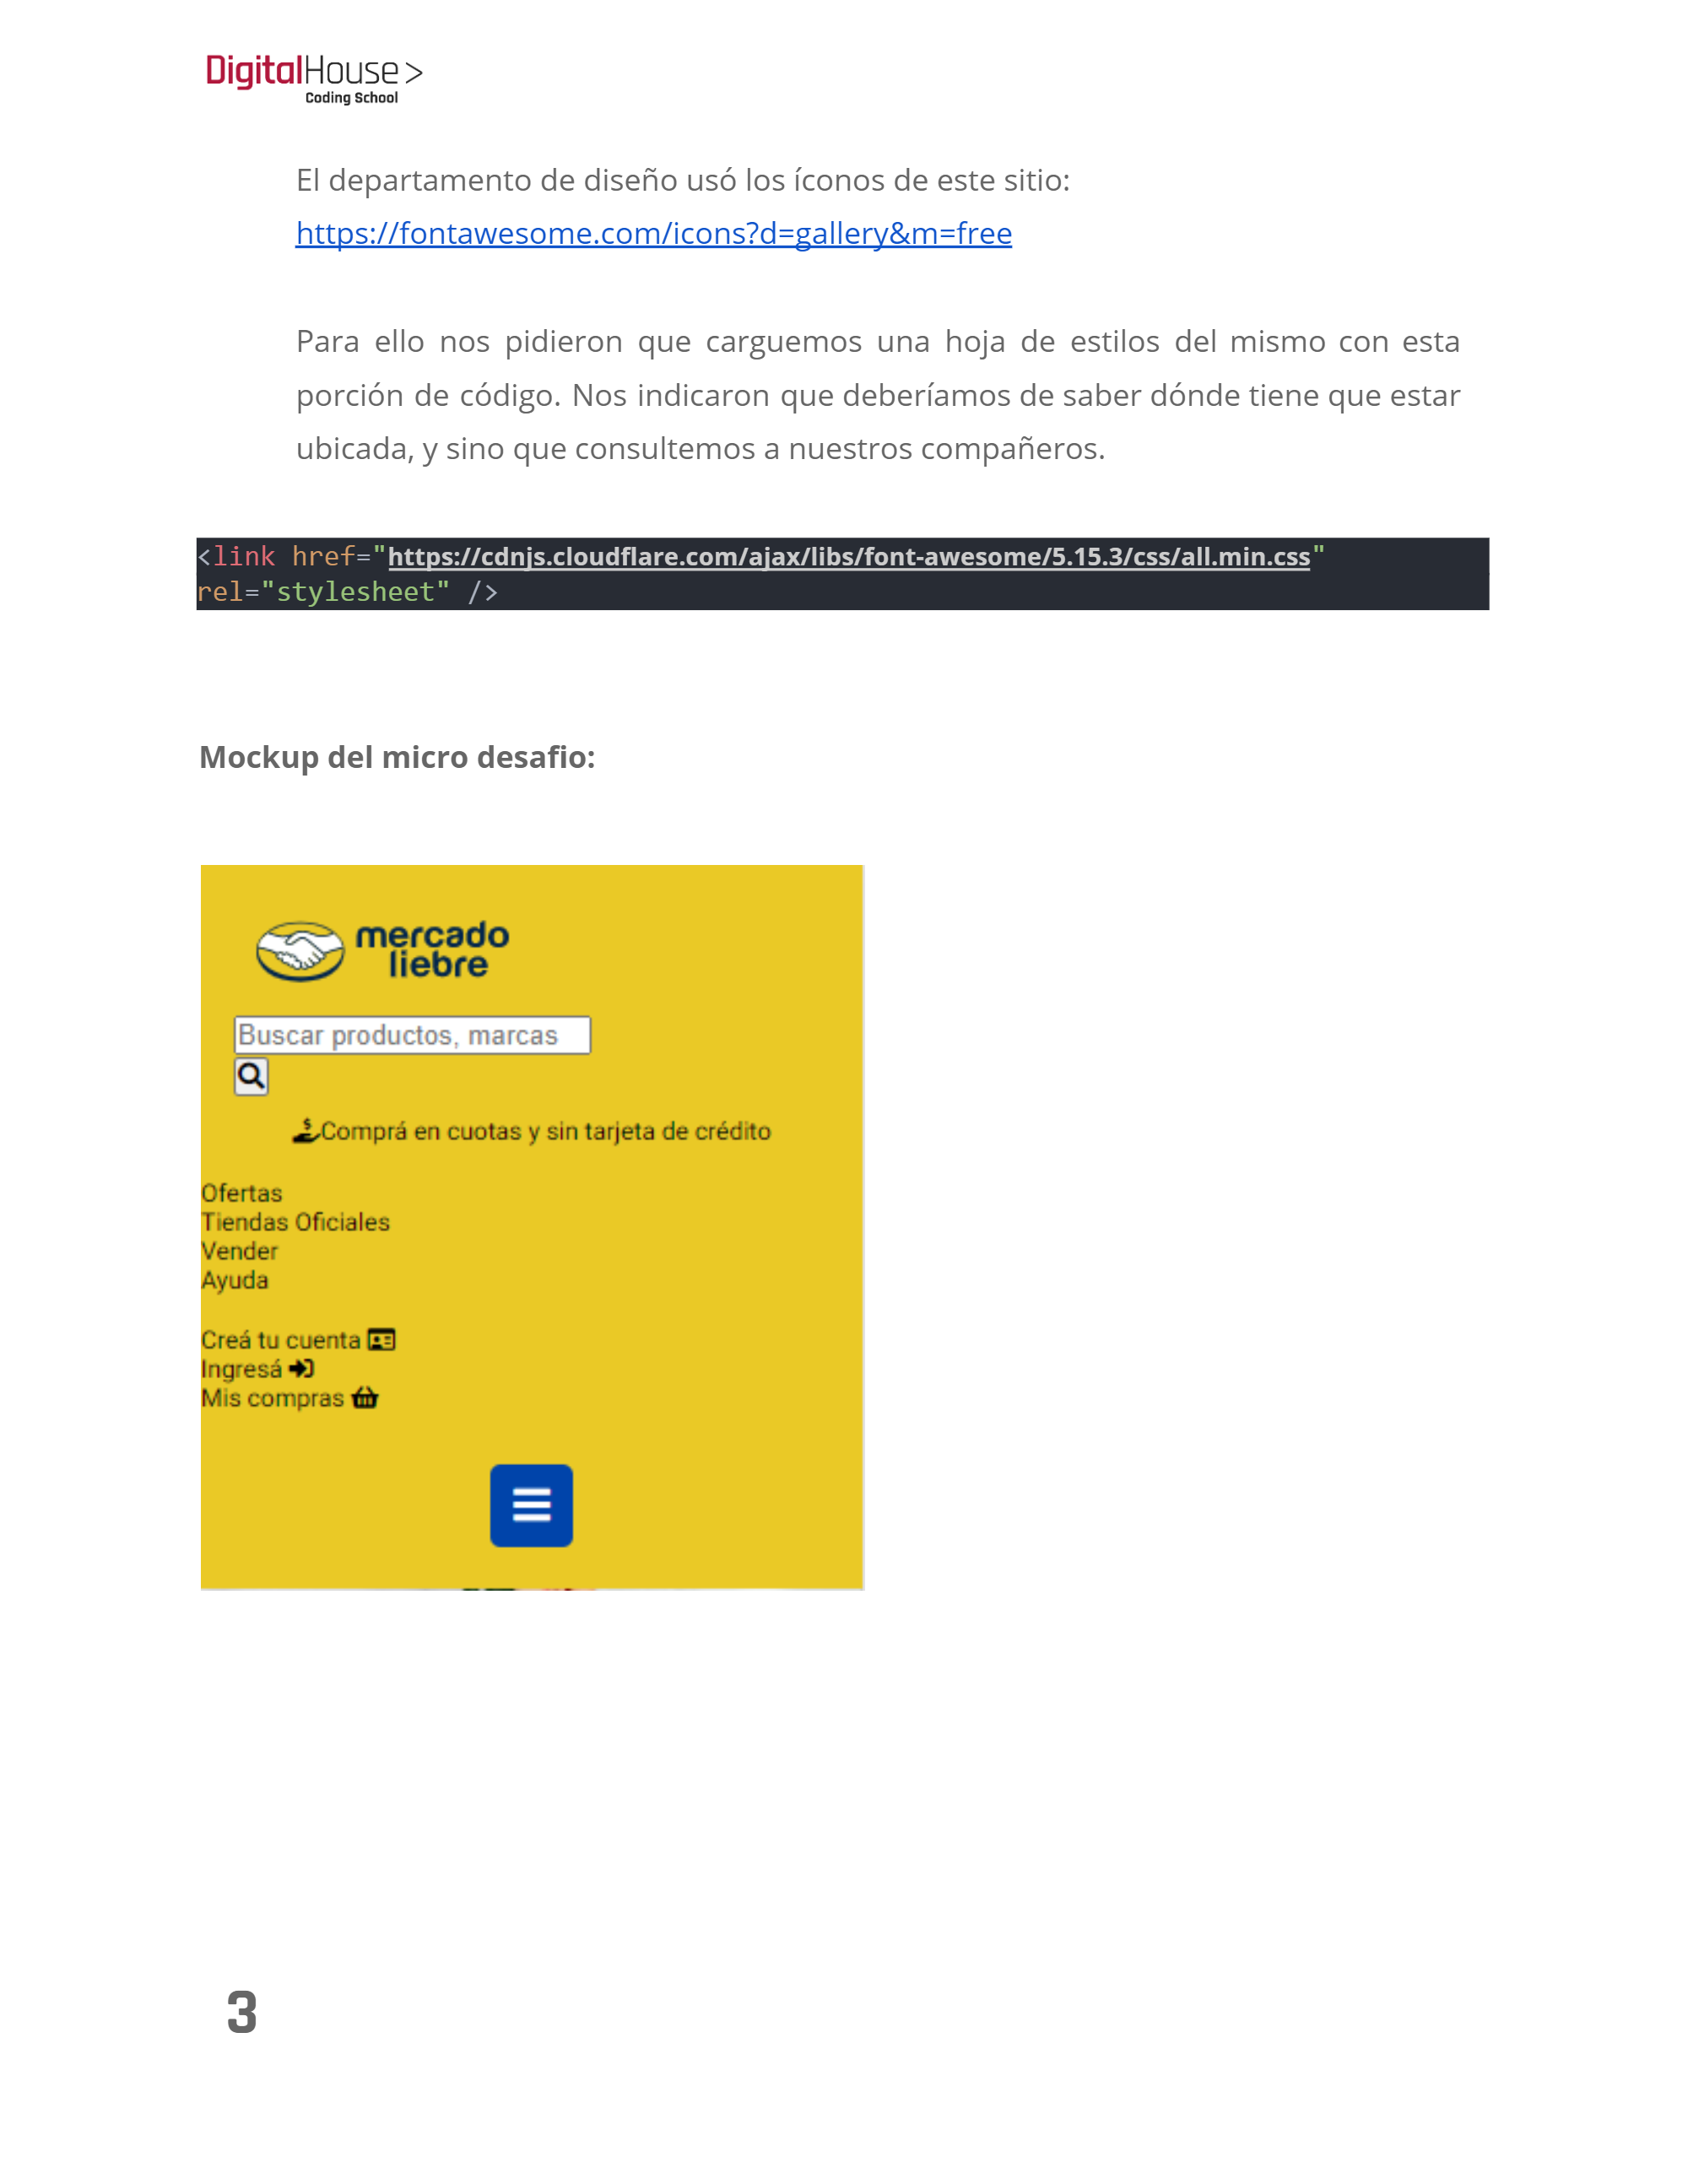 DigitalHouse >
Coding School
El departamento de diseño usó los íconos de este sitio:
https://fontawesome.com/icons?d=gallery&m=free
Para ello nos pidieron que carguemos una hoja de estilos del mismo con esta
porción de código. Nos indicaron que deberíamos de saber dónde tiene que estar
ubicada, y sino que consultemos a nuestros compañeros.
<link href="https://cdnjs.cloudflare.com/ajax/libs/font-awesome/5.15.3/css/all.min.css"
rel="stylesheet" />
Mockup del micro desafio:
mercado
liebre
Buscar productos, marcas
Comprá en cuotas y sin tarjeta de crédito
Ofertas
Tiendas Oficiales
Vender
Ayuda
Creá tu cuenta
Ingresá
Mis compras
3